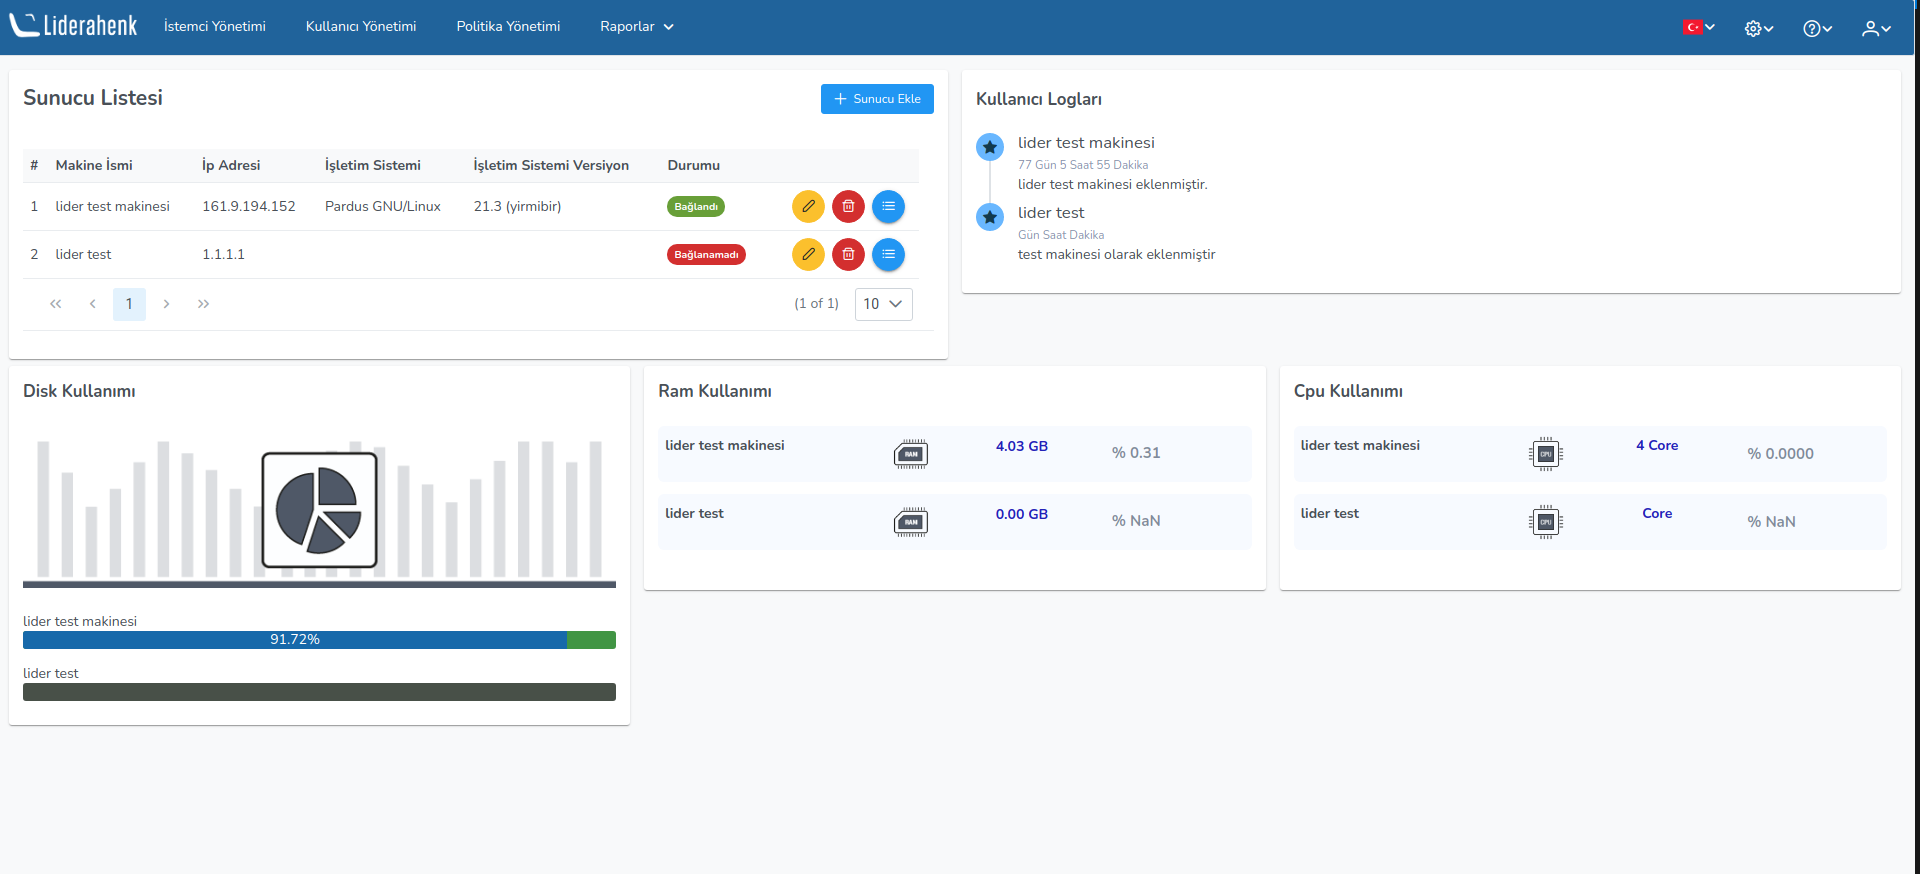 Liderahenk İstemci Yönetimi Kullanıcı Yönetimi Politika Yönetimi Raporlar
Sunucu Listesi
Sunucu Ekle
# Makine İsmi İp Adresi İşletim Sistemi İşletim Sistemi Versiyon Durumu
1 lider test makinesi 161.9.194.152 Pardus GNU/Linux 21.3 (yirmibir) Bağlandı
2 lider test 1.1.1.1 Bağlanamadı
<< < 1 > >> (1 of 1) 10
Kullanıcı Logları
lider test makinesi
77 Gün 5 Saat 55 Dakika
lider test makinesi eklenmiştir.
lider test
Gün Saat Dakika
test makinesi olarak eklenmiştir
Disk Kullanımı
lider test makinesi
91.72%
lider test
Ram Kullanımı
lider test makinesi RAM 4.03 GB % 0.31
lider test RAM 0.00 GB % NaN
Cpu Kullanımı
lider test makinesi CPU 4 Core % 0.0000
lider test CPU Core % NaN